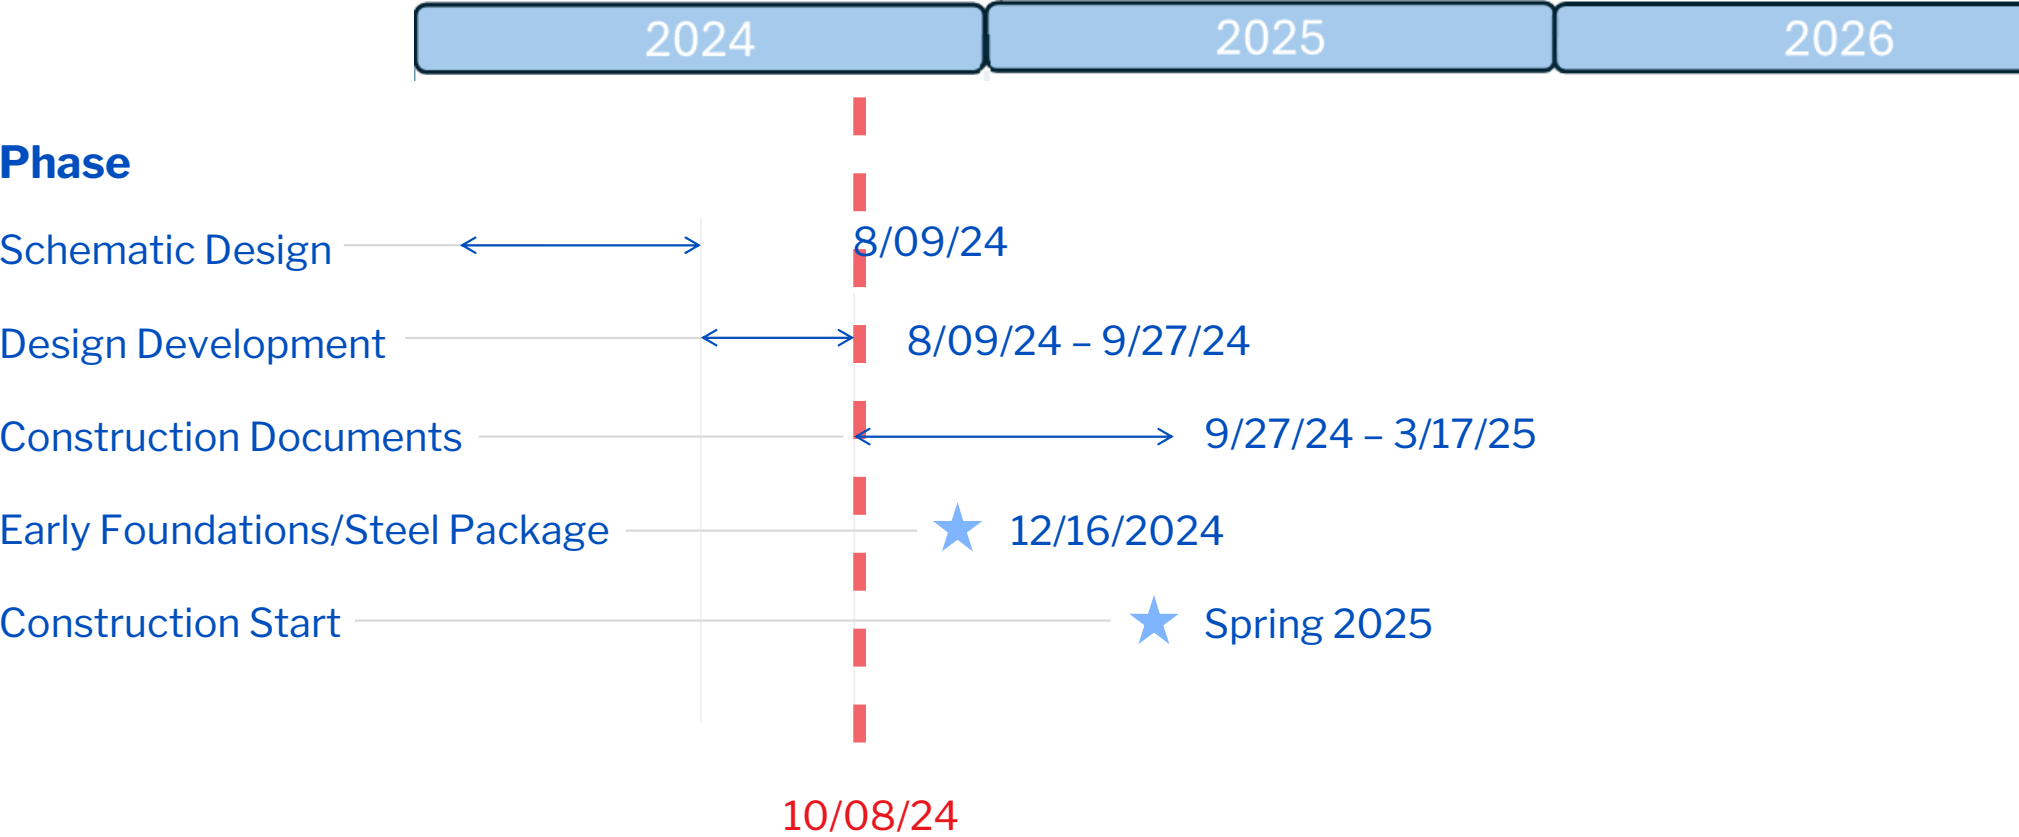 2024 2025 2026
Phase
Schematic Design 8/09/24
Design Development 8/09/24 – 9/27/24
Construction Documents 9/27/24 – 3/17/25
Early Foundations/Steel Package 12/16/2024
Construction Start Spring 2025
10/08/24